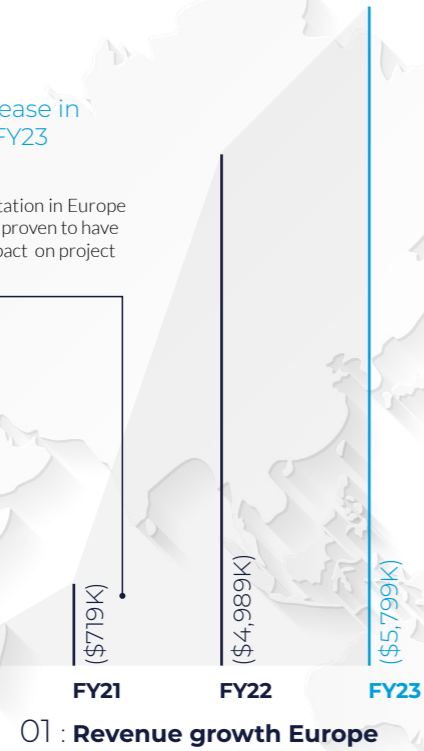 ease in
FY23
tation in Europe
proven to have
pact on project
($719K)
($4,989K)
($5,799K)
FY21
FY22
FY23
01 : Revenue growth Europe